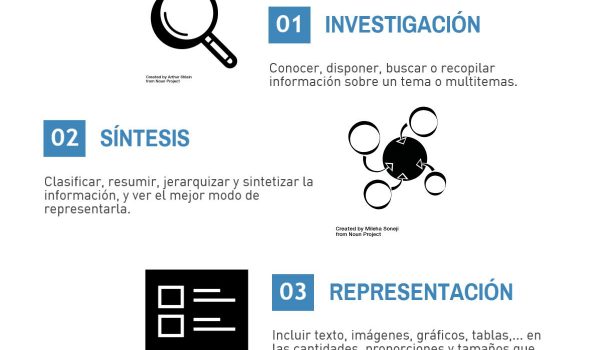 01 INVESTIGACIÓN
Conocer, disponer, buscar o recopilar
información sobre un tema o multitemas.
Created by Arthur Shlain
from Noun Project
02 SÍNTESIS
Clasificar, resumir, jerarquizar y sintetizar la
información, y ver el mejor modo de
representarla.
Created by Mileha Soneji
from Noun Project
03 REPRESENTACIÓN
Incluir texto, imágenes, gráficos, tablas,... en
las cantidades, proporciones y tamaños que